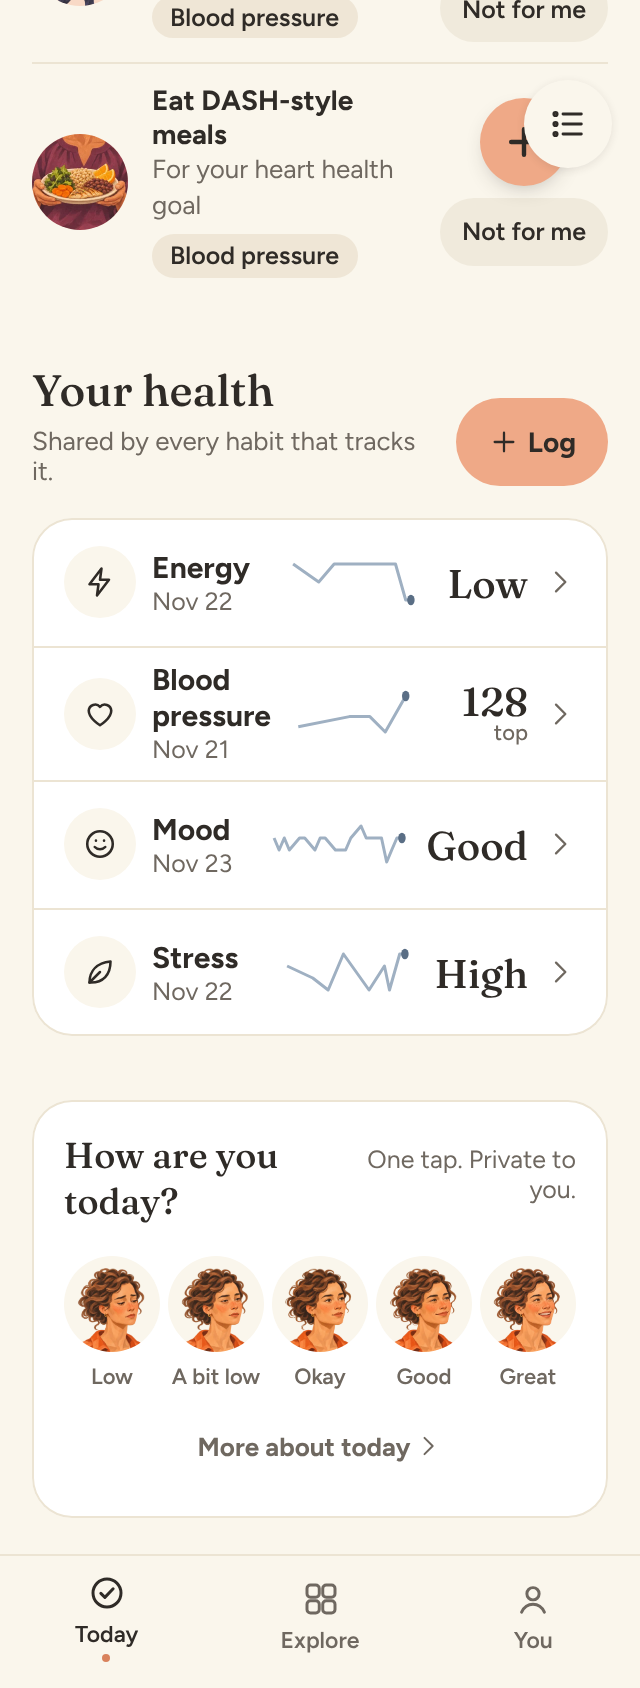 Blood pressure
Not for me
Eat DASH-style
meals
For your heart health
goal
Blood pressure
Not for me
Your health
Shared by every habit that tracks
it.
Log
Energy
Nov 22
Low
Blood
pressure
Nov 21
128
top
Mood
Nov 23
Good
Stress
Nov 22
High
How are you
today?
One tap. Private to
you.
Low
A bit low
Okay
Good
Great
More about today
Today
Explore
You